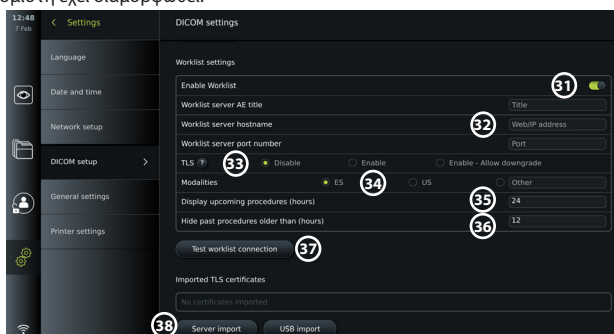 12:48
7 Feb
< Settings
DICOM settings
Language
Date and time
Network setup
DICOM setup >
General settings
Printer settings
Worklist settings
Enable Worklist 31
Worklist server AE title Title
Worklist server hostname 32 Web/IP address
Worklist server port number Port
TLS ? 33 Disable Enable Enable - Allow downgrade
Modalities ES 34 US Other
Display upcoming procedures (hours) 35 24
Hide past procedures older than (hours) 36 12
Test worklist connection 37
Imported TLS certificates
No certificates imported
38 Server import USB import